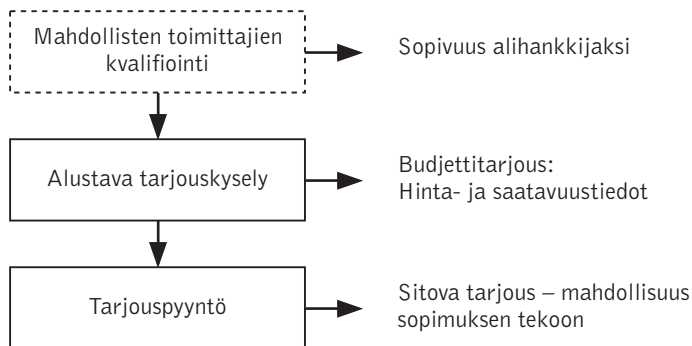 Mahdollisten toimittajien
kvalifiointi
Sopivuus alihankkijaksi
Alustava tarjouskysely
Budjettitarjous:
Hinta- ja saatavuustiedot
Tarjouspyyntö
Sitova tarjous – mahdollisuus
sopimuksen tekoon